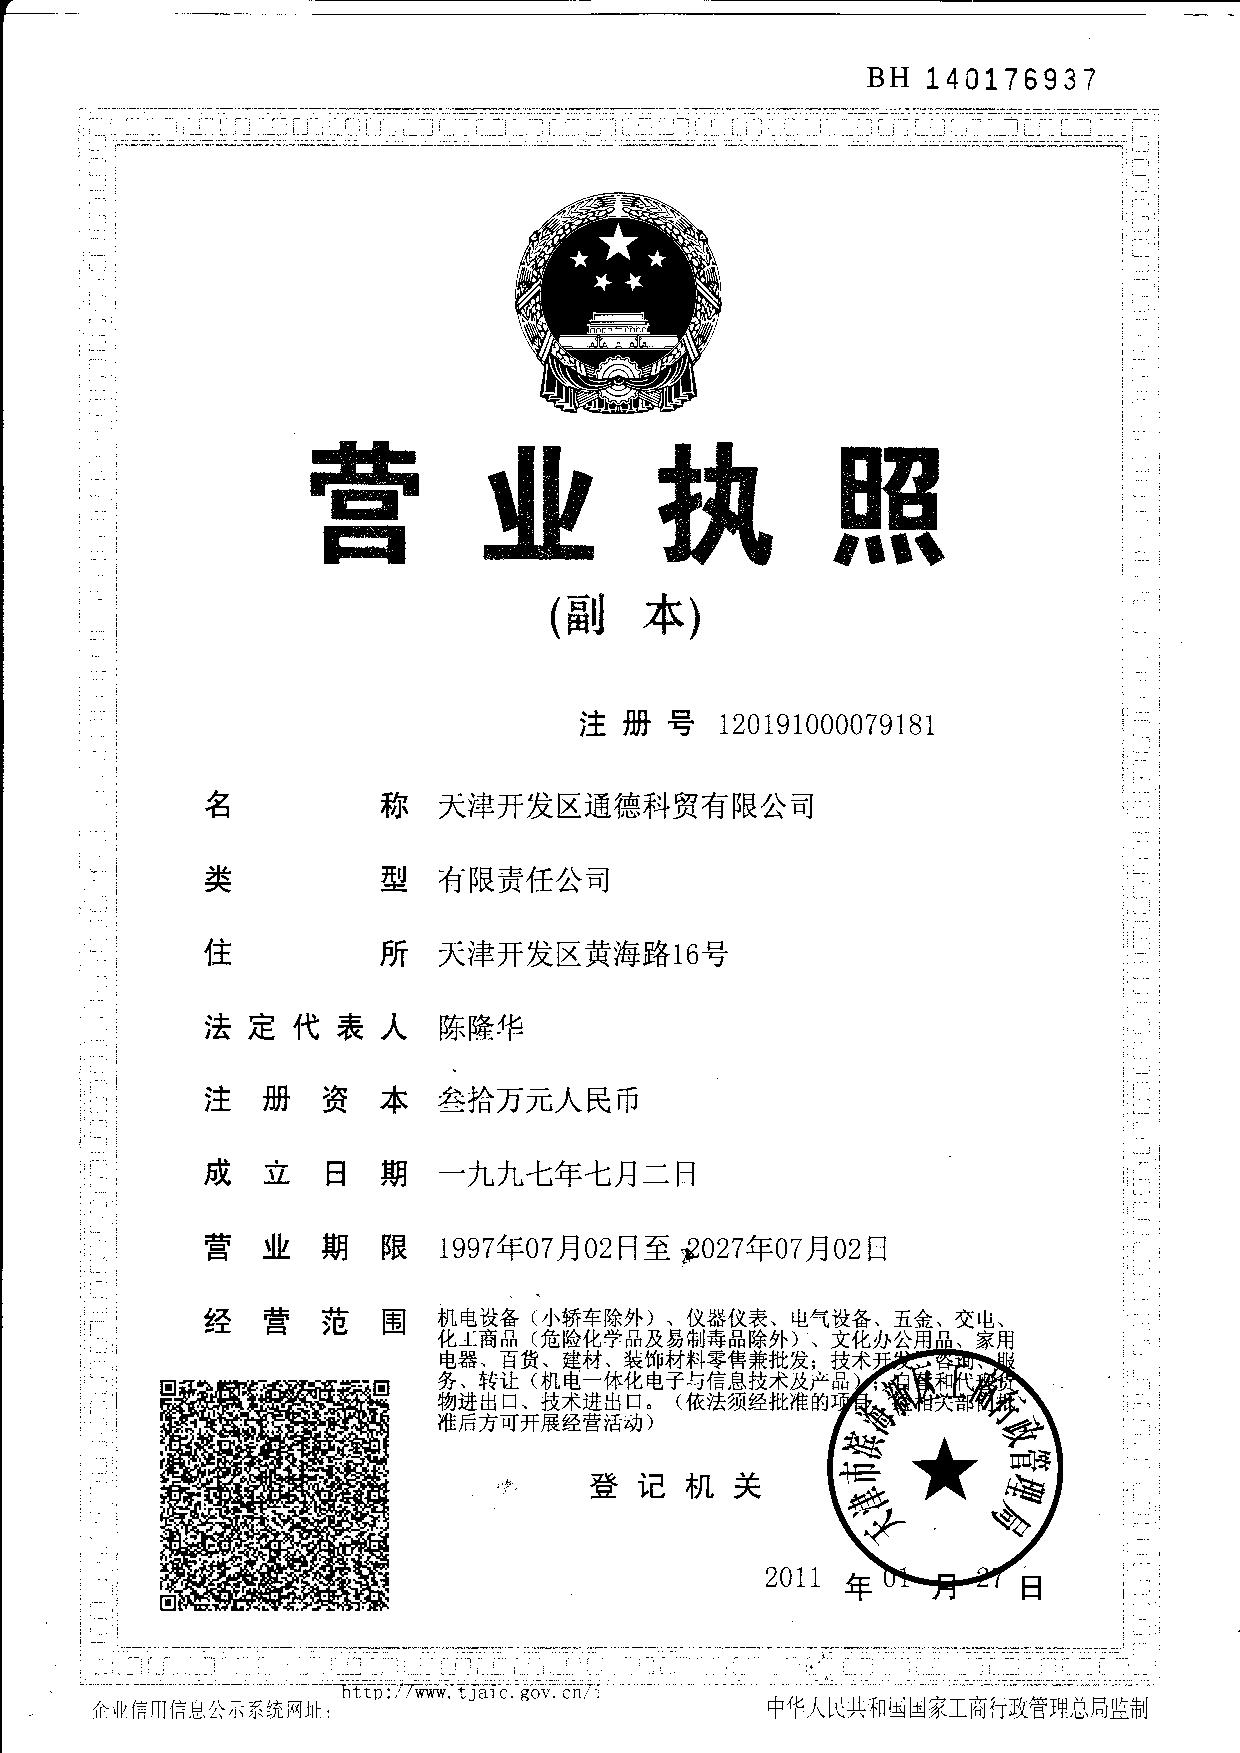 BH 140176937
营业执照
(副 本)
注册号 120191000079181
名称 天津开发区通德科贸有限公司
类型 有限责任公司
住所 天津开发区黄海路16号
法定代表人 陈隆华
注册资本 叁拾万元人民币
成立日期 一九九七年七月二日
营业期限 1997年07月02日至 2027年07月02日
经营范围 机电设备（小轿车除外）、仪器仪表、电气设备、五金、交电、
化工商品（危险化学品及易制毒品除外）、文化办公用品、家用
电器、百货、建材、装饰材料零售兼批发；技术开发、咨询、服
务、转让（机电一体化电子与信息技术及产品）；自营和代理货
物进出口、技术进出口。（依法须经批准的项目，经相关部门批
准后方可开展经营活动）
登记机关
天津市滨海新区工商行政管理局
2011 年 01 月 27 日
http://www.tjaic.gov.cn/
企业信用信息公示系统网址：
中华人民共和国国家工商行政管理总局监制